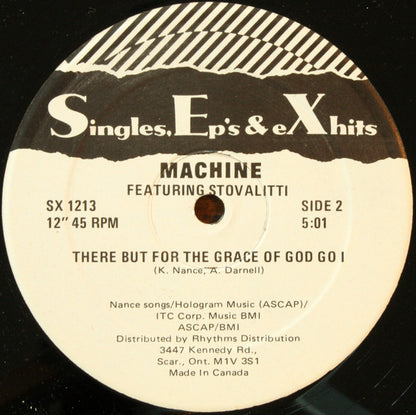 Singles, Ep's & eX hits
MACHINE
FEATURING STOVALITTI
SX 1213 SIDE 2
12" 45 RPM 5:01
THERE BUT FOR THE GRACE OF GOD GO I
(K. Nance, A. Darnell)
Nance songs/Hologram Music (ASCAP)/
ITC Corp. Music BMI
ASCAP/BMI
Distributed by Rhythms Distribution
3447 Kennedy Rd.,
Scar., Ont. M1V 3S1
Made In Canada